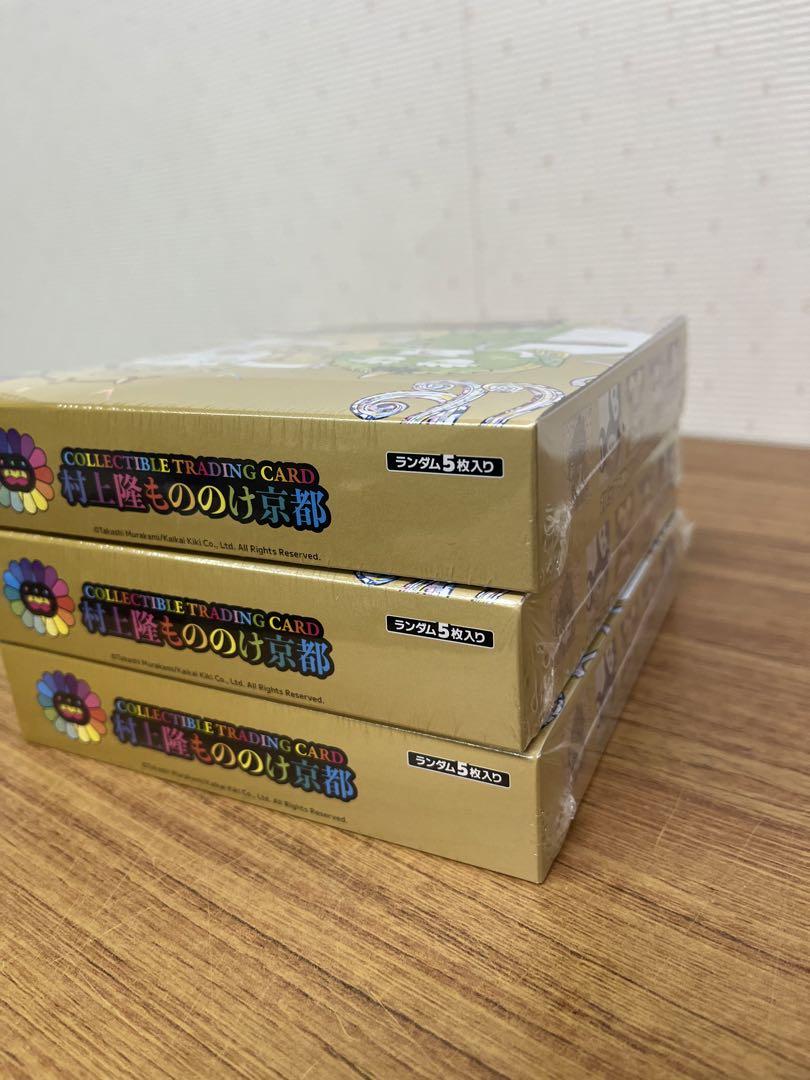 COLLECTIBLE TRADING CARD
村上隆もののけ京都
ランダム5枚入り
©Takashi Murakami/Kaikai Kiki Co., Ltd. All Rights Reserved.
COLLECTIBLE TRADING CARD
村上隆もののけ京都
ランダム5枚入り
©Takashi Murakami/Kaikai Kiki Co., Ltd. All Rights Reserved.
COLLECTIBLE TRADING CARD
村上隆もののけ京都
ランダム5枚入り
©Takashi Murakami/Kaikai Kiki Co., Ltd. All Rights Reserved.